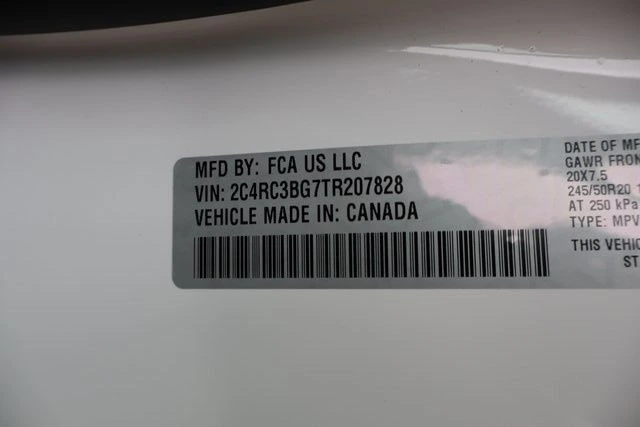 MFD BY: FCA US LLC
VIN: 2C4RC3BG7TR207828
VEHICLE MADE IN: CANADA
DATE OF MF
GAWR FRON
20X7.5
245/50R20 1
AT 250 kPa
TYPE: MPV
THIS VEHIC
ST